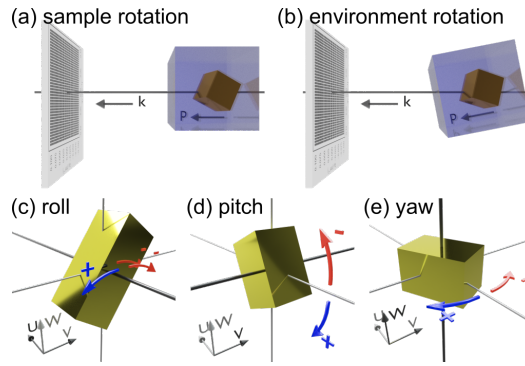 (a) sample rotation
(b) environment rotation
k
P
k
P
(c) roll
(d) pitch
(e) yaw
-
+
U W V
-
+
U W V
-
+
U W V